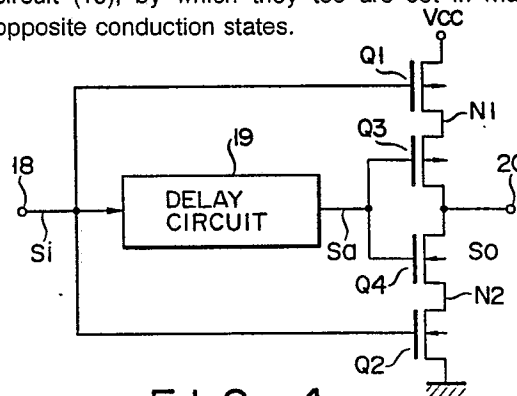 opposite conduction states.
Vcc
Q1
N1
Q3
19
18
DELAY
CIRCUIT
Si
Sa
So
Q4
N2
Q2